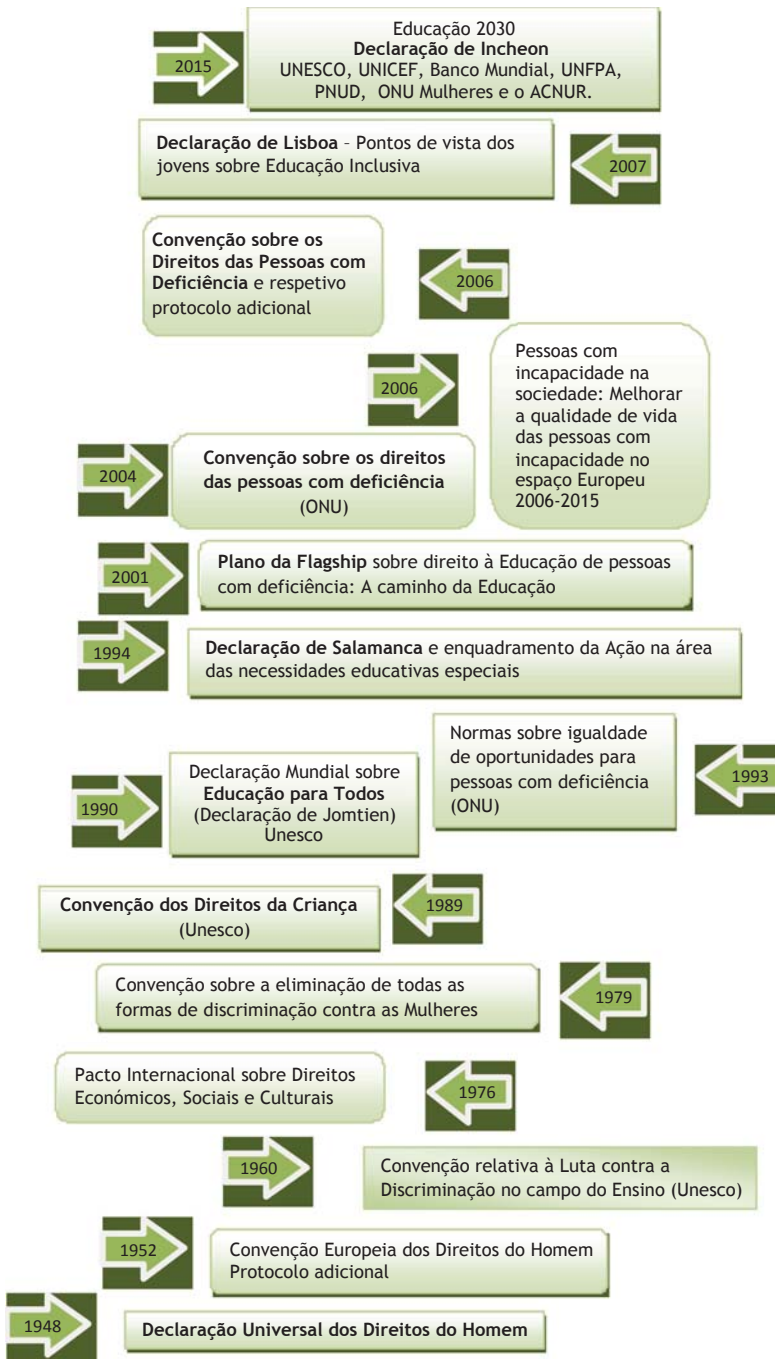 Educação 2030
Declaração de Incheon
UNESCO, UNICEF, Banco Mundial, UNFPA,
PNUD, ONU Mulheres e o ACNUR.
2015
Declaração de Lisboa – Pontos de vista dos
jovens sobre Educação Inclusiva
2007
Convenção sobre os
Direitos das Pessoas com
Deficiência e respetivo
protocolo adicional
2006
2006
Pessoas com
incapacidade na
sociedade: Melhorar
a qualidade de vida
das pessoas com
incapacidade no
espaço Europeu
2006-2015
2004
Convenção sobre os direitos
das pessoas com deficiência
(ONU)
2001
Plano da Flagship sobre direito à Educação de pessoas
com deficiência: A caminho da Educação
1994
Declaração de Salamanca e enquadramento da Ação na área
das necessidades educativas especiais
Normas sobre igualdade
de oportunidades para
pessoas com deficiência
(ONU)
1993
1990
Declaração Mundial sobre
Educação para Todos
(Declaração de Jomtien)
Unesco
Convenção dos Direitos da Criança
(Unesco)
1989
Convenção sobre a eliminação de todas as
formas de discriminação contra as Mulheres
1979
Pacto Internacional sobre Direitos
Económicos, Sociais e Culturais
1976
1960
Convenção relativa à Luta contra a
Discriminação no campo do Ensino (Unesco)
1952
Convenção Europeia dos Direitos do Homem
Protocolo adicional
1948
Declaração Universal dos Direitos do Homem